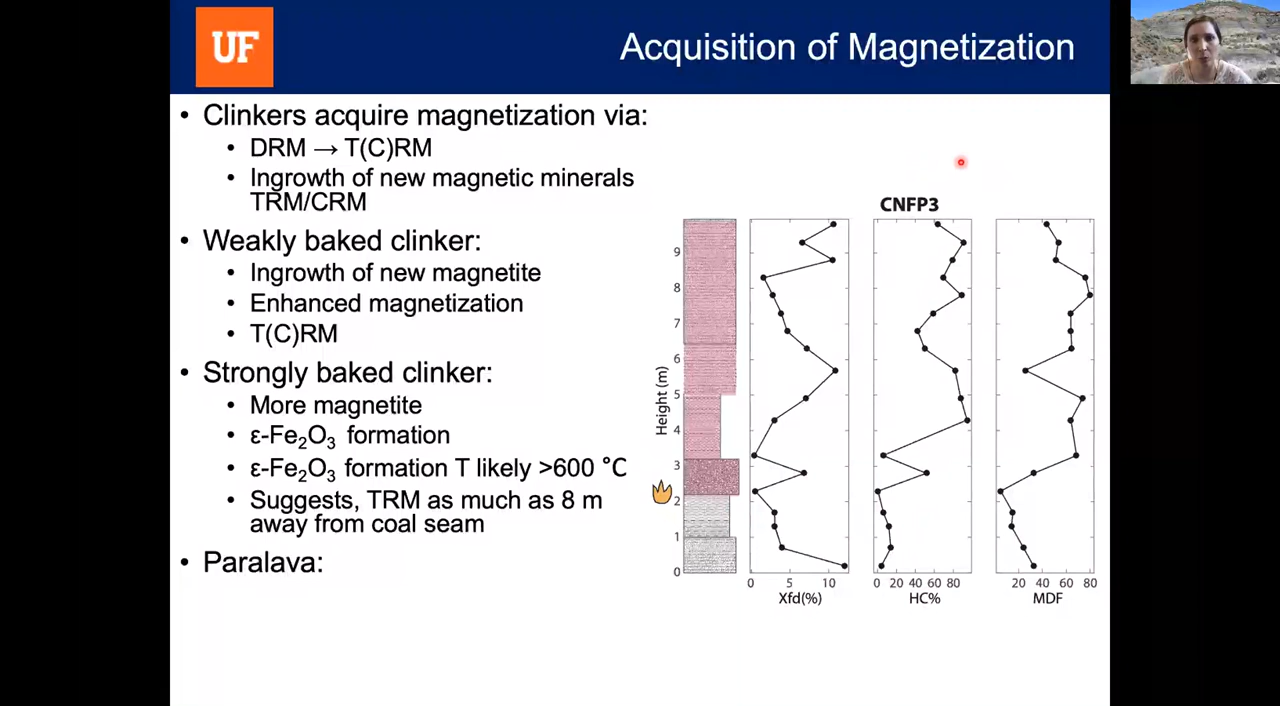 UF
Acquisition of Magnetization
• Clinkers acquire magnetization via:
• DRM → T(C)RM
• Ingrowth of new magnetic minerals
TRM/CRM
• Weakly baked clinker:
• Ingrowth of new magnetite
• Enhanced magnetization
• T(C)RM
• Strongly baked clinker:
• More magnetite
• ε-Fe₂O₃ formation
• ε-Fe₂O₃ formation T likely >600 °C
• Suggests, TRM as much as 8 m
away from coal seam
• Paralava:
CNFP3
Height (m)
9
8
7
6
5
4
3
2
1
0
0 5 10
Xfd(%)
0 20 40 60 80
HC%
20 40 60 80
MDF